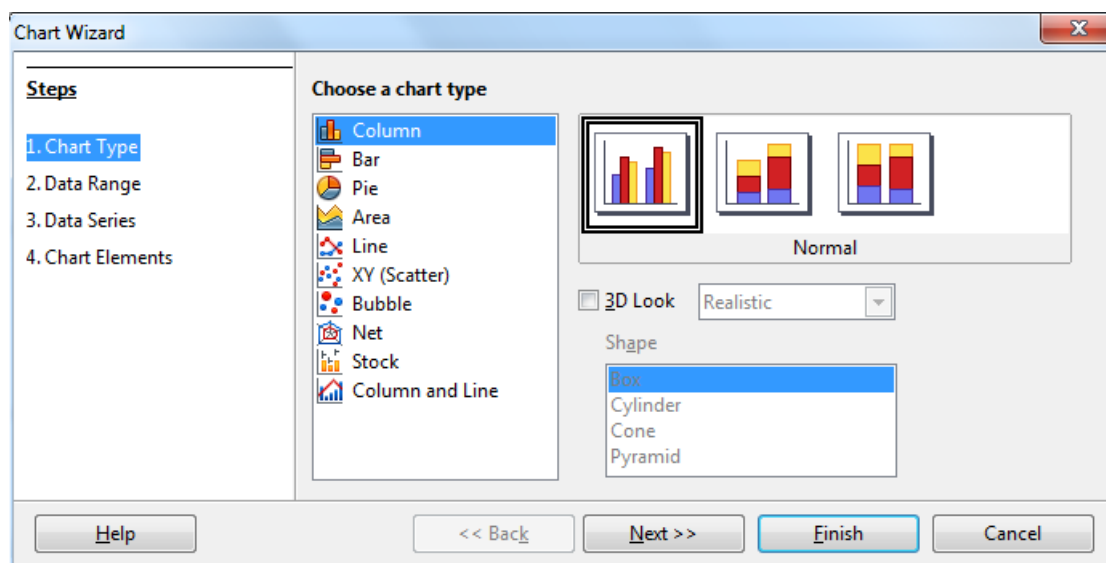 Chart Wizard
Steps
1. Chart Type
2. Data Range
3. Data Series
4. Chart Elements
Choose a chart type
Column
Bar
Pie
Area
Line
XY (Scatter)
Bubble
Net
Stock
Column and Line
Normal
3D Look
Realistic
Shape
Box
Cylinder
Cone
Pyramid
Help
<< Back
Next >>
Finish
Cancel